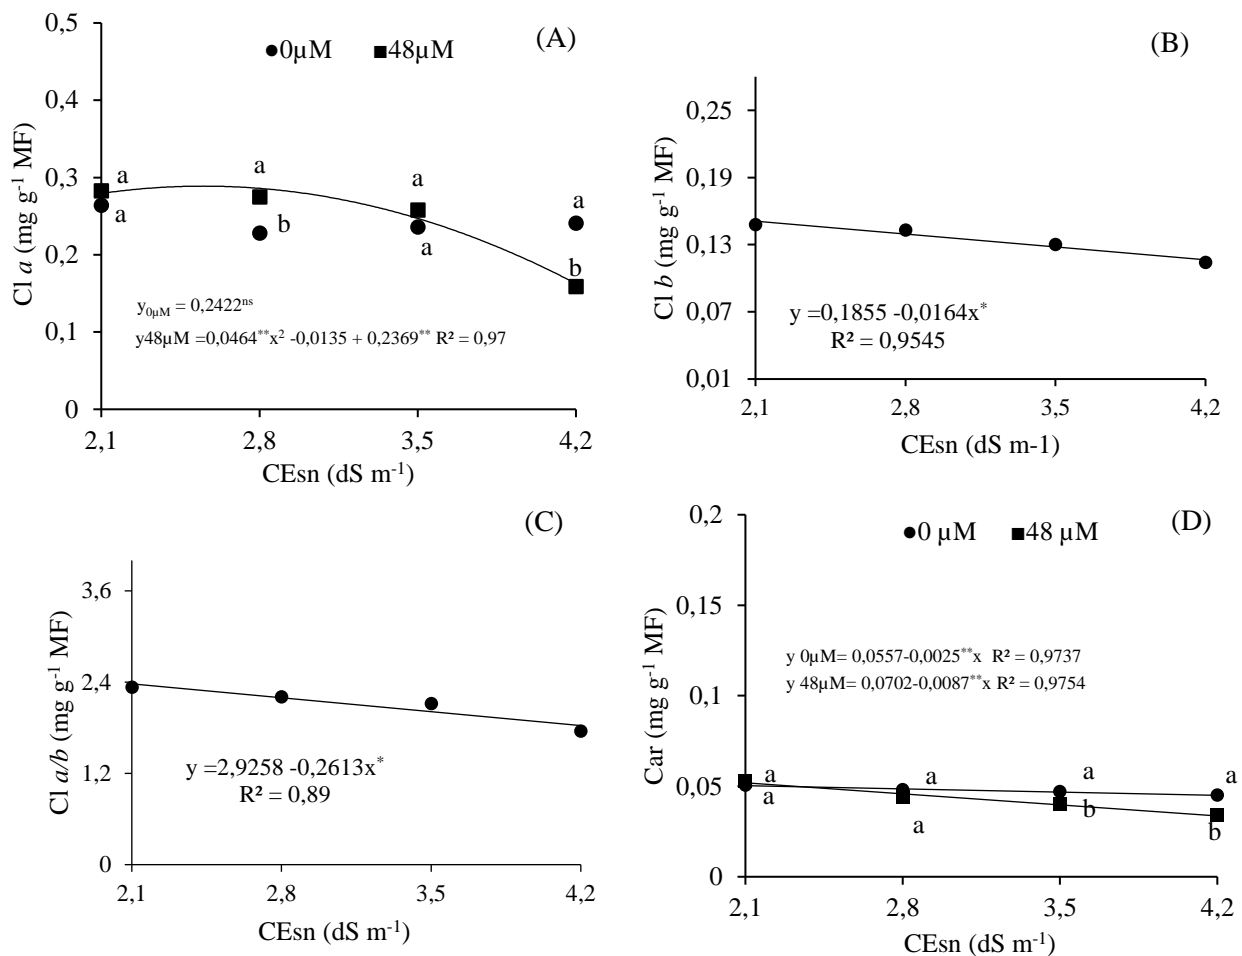 (A)
0µM 48µM
0,5
0,4
0,3
0,2
0,1
0
Cl a (mg g⁻¹ MF)
a
a
a
b
a
a
a
b
y0µM = 0,2422ns
y48µM =0,0464**x² -0,0135 + 0,2369** R² = 0,97
2,1 2,8 3,5 4,2
CEsn (dS m⁻¹)
(B)
0,25
0,19
0,13
0,07
0,01
Cl b (mg g⁻¹ MF)
y =0,1855 -0,0164x*
R² = 0,9545
2,1 2,8 3,5 4,2
CEsn (dS m-1)
(C)
3,6
2,4
1,2
0
Cl a/b (mg g⁻¹ MF)
y =2,9258 -0,2613x*
R² = 0,89
2,1 2,8 3,5 4,2
CEsn (dS m⁻¹)
(D)
0 µM 48 µM
0,2
0,15
0,1
0,05
0
Car (mg g⁻¹ MF)
y 0µM= 0,0557-0,0025**x R² = 0,9737
y 48µM= 0,0702-0,0087**x R² = 0,9754
a
a
a
a
a
b
a
b
2,1 2,8 3,5 4,2
CEsn (dS m⁻¹)